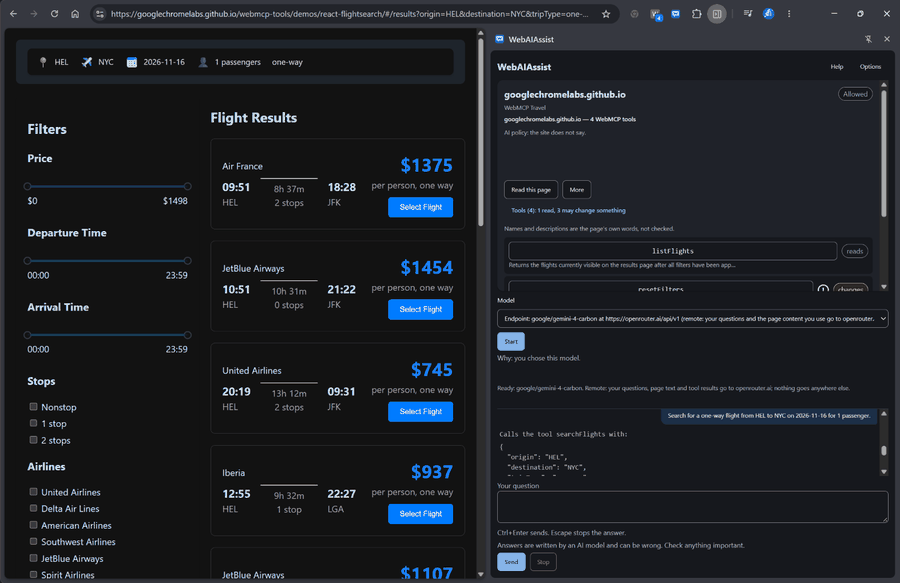 https://googlechromelabs.github.io/webmcp-tools/demos/react-flightsearch/#/results?origin=HEL&destination=NYC&tripType=one-...
HEL NYC 2026-11-16 1 passengers one-way
Filters
Price
$0 $1498
Departure Time
00:00 23:59
Arrival Time
00:00 23:59
Stops
Nonstop
1 stop
2 stops
Airlines
United Airlines
Delta Air Lines
American Airlines
Southwest Airlines
JetBlue Airways
Spirit Airlines
Flight Results
Air France
$1375
09:51 8h 37m 18:28 per person, one way
HEL 2 stops JFK Select Flight
JetBlue Airways
$1454
10:51 10h 31m 21:22 per person, one way
HEL 0 stops JFK Select Flight
United Airlines
$745
20:19 13h 12m 09:31 per person, one way
HEL 2 stops JFK Select Flight
Iberia
$937
12:55 9h 32m 22:27 per person, one way
HEL 1 stop LGA Select Flight
JetBlue Airways
$1107
WebAIAssist
WebAIAssist Help Options
googlechromelabs.github.io Allowed
WebMCP Travel
googlechromelabs.github.io — 4 WebMCP tools
AI policy: the site does not say.
Read this page More
Tools (4): 1 read, 3 may change something
Names and descriptions are the page's own words, not checked.
listFlights reads
Returns the flights currently visible on the results page after all filters have been app...
resetFilters changes
Model
Endpoint: google/gemini-4-carbon at https://openrouter.ai/api/v1 (remote: your questions and the page content you use go to openrouter.
Start
Why: you chose this model.
Ready: google/gemini-4-carbon. Remote: your questions, page text and tool results go to openrouter.ai; nothing goes anywhere else.
Search for a one-way flight from HEL to NYC on 2026-11-16 for 1 passenger.
Calls the tool searchFlights with:
{
"origin": "HEL",
"destination": "NYC",
Your question
Ctrl+Enter sends. Escape stops the answer.
Answers are written by an AI model and can be wrong. Check anything important.
Send Stop